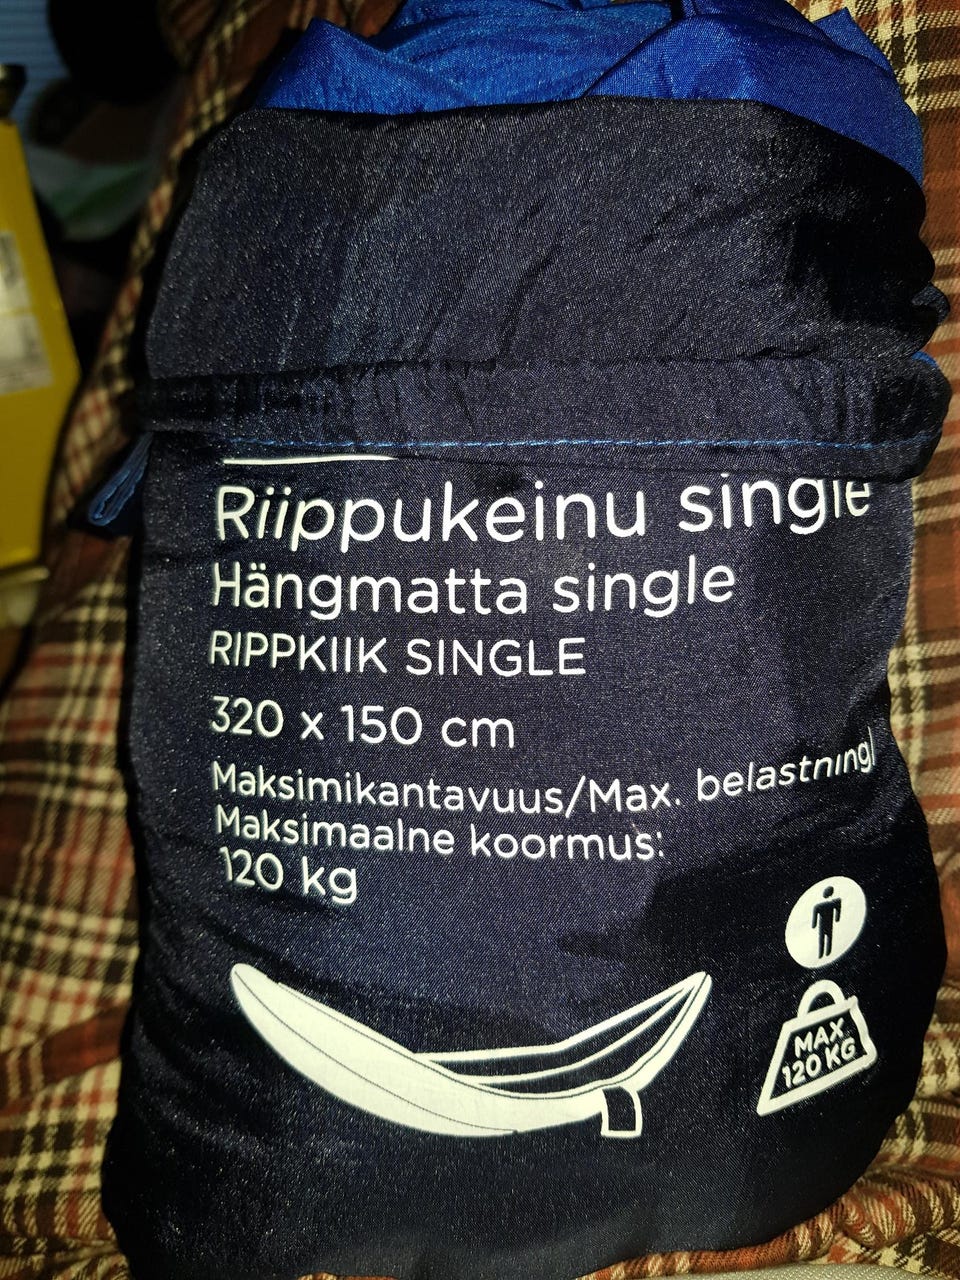 Riippukeinu single
Hängmatta single
RIPPKIIK SINGLE
320 x 150 cm
Maksimikantavuus/Max. belastning/
Maksimaalne koormus:
120 kg
MAX.
120 KG